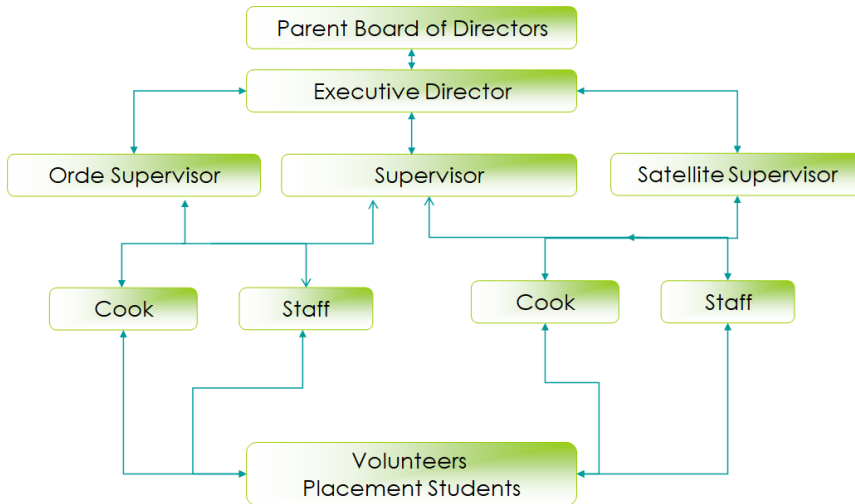 Parent Board of Directors
Executive Director
Orde Supervisor
Supervisor
Satellite Supervisor
Cook
Staff
Cook
Staff
Volunteers
Placement Students